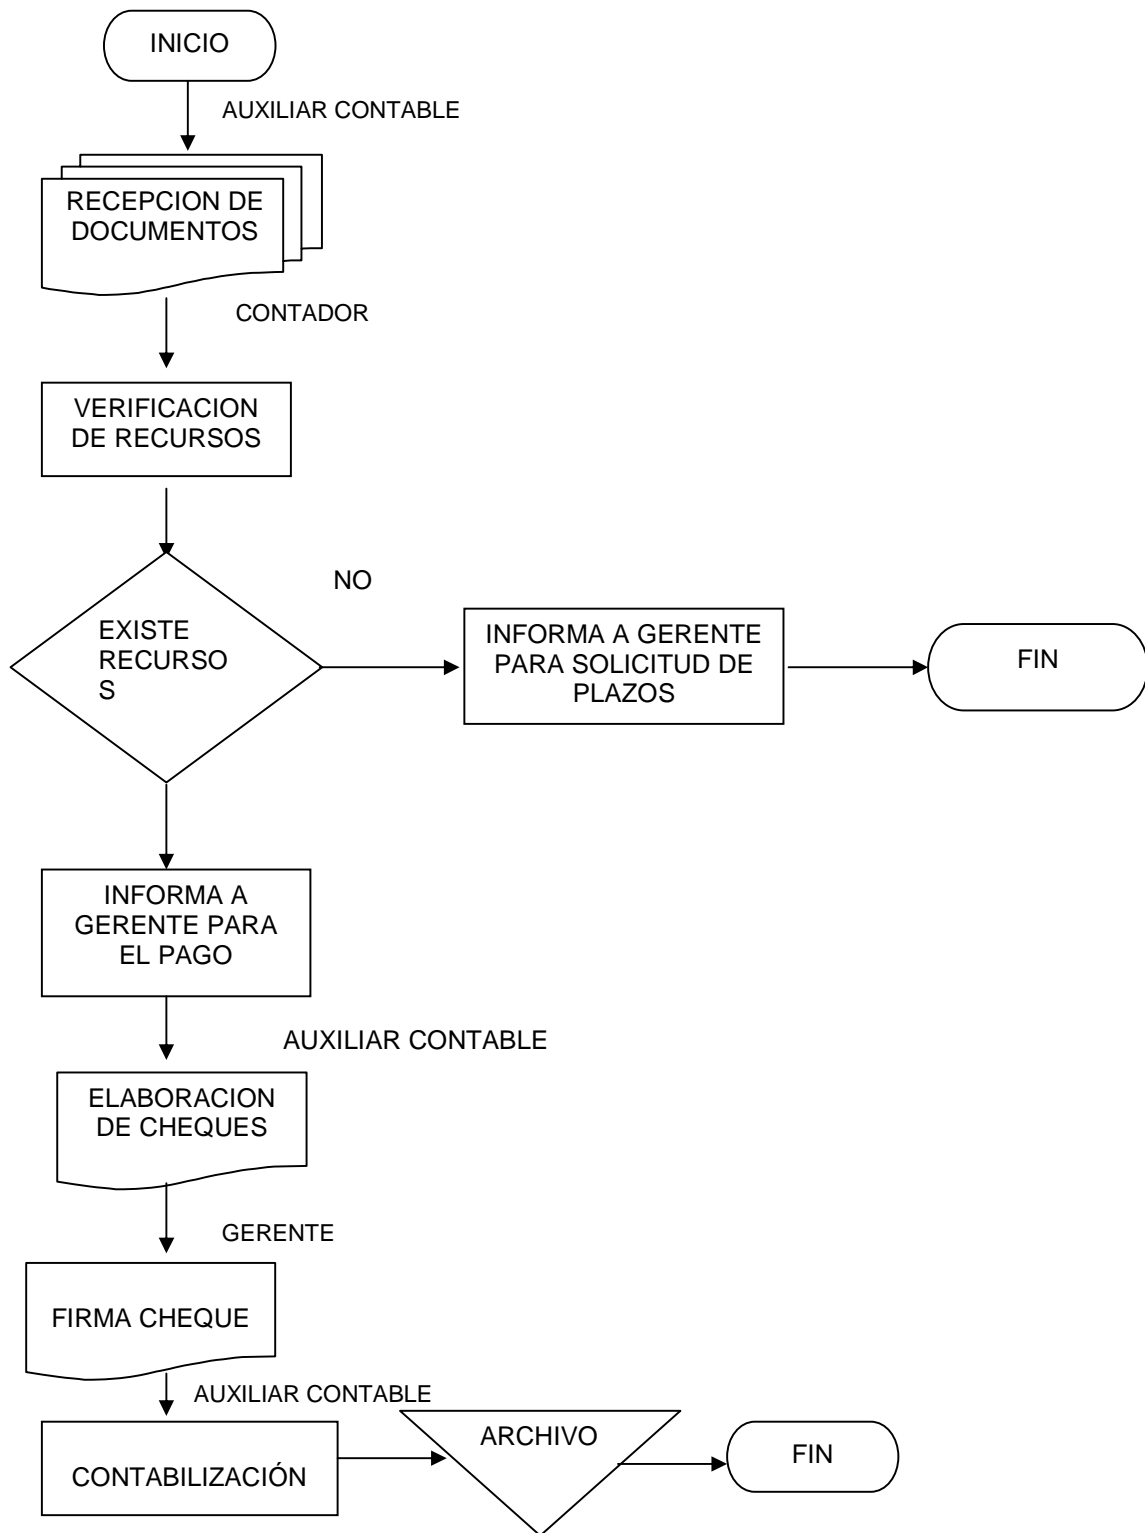 INICIO
AUXILIAR CONTABLE
RECEPCION DE
DOCUMENTOS
CONTADOR
VERIFICACION
DE RECURSOS
NO
EXISTE
RECURSO
S
INFORMA A GERENTE
PARA SOLICITUD DE
PLAZOS
FIN
INFORMA A
GERENTE PARA
EL PAGO
AUXILIAR CONTABLE
ELABORACION
DE CHEQUES
GERENTE
FIRMA CHEQUE
AUXILIAR CONTABLE
CONTABILIZACIÓN
ARCHIVO
FIN